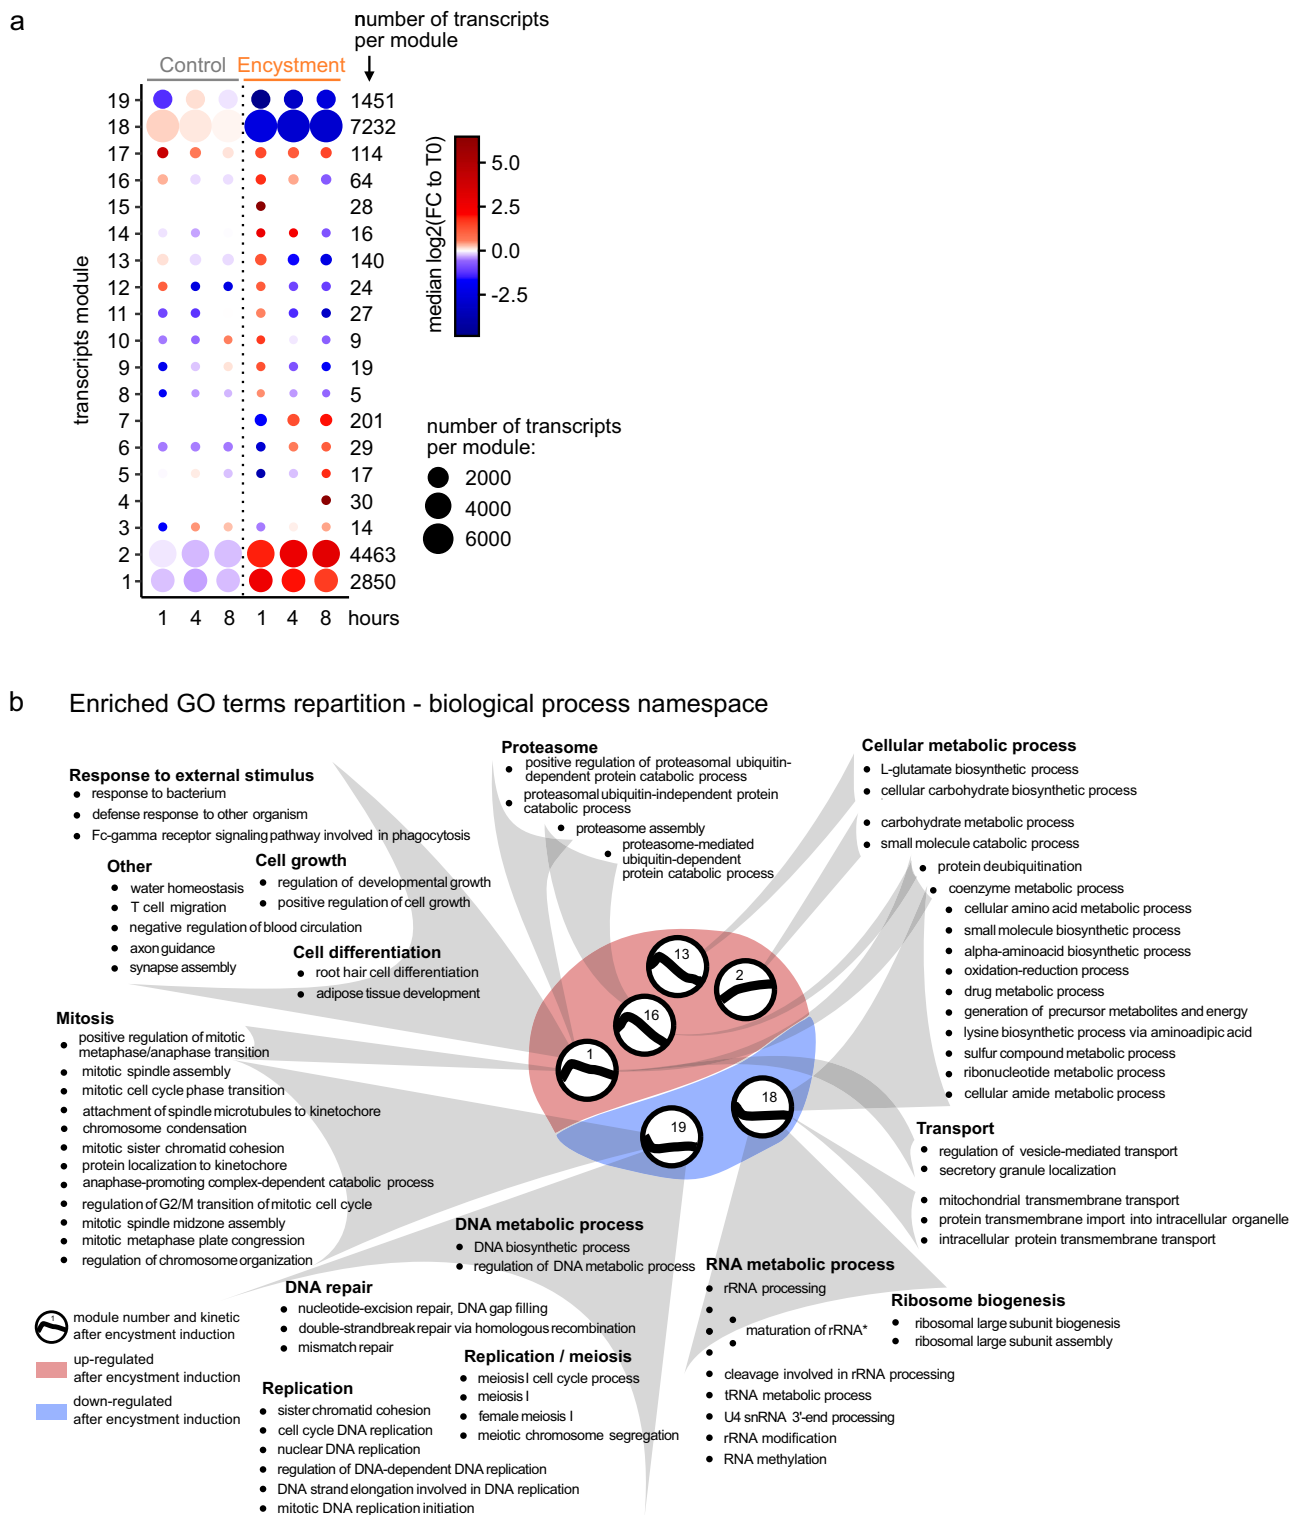 a
number of transcripts
per module
Control Encystment
19 1451
18 7232
17 114
16 64
15 28
14 16
13 140
12 24
11 27
10 9
9 19
8 5
7 201
6 29
5 17
4 30
3 14
2 4463
1 2850
1 4 8 1 4 8 hours
transcripts module
median log2(FC to T0)
5.0
2.5
0.0
-2.5
number of transcripts
per module:
2000
4000
6000
b Enriched GO terms repartition - biological process namespace
Response to external stimulus
response to bacterium
defense response to other organism
Fc-gamma receptor signaling pathway involved in phagocytosis
Other
water homeostasis
T cell migration
negative regulation of blood circulation
axon guidance
synapse assembly
Cell growth
regulation of developmental growth
positive regulation of cell growth
Cell differentiation
root hair cell differentiation
adipose tissue development
Proteasome
positive regulation of proteasomal ubiquitin-
dependent protein catabolic process
proteasomal ubiquitin-independent protein
catabolic process
proteasome assembly
proteasome-mediated
ubiquitin-dependent
protein catabolic process
Cellular metabolic process
L-glutamate biosynthetic process
cellular carbohydrate biosynthetic process
carbohydrate metabolic process
small molecule catabolic process
protein deubiquitination
coenzyme metabolic process
cellular amino acid metabolic process
small molecule biosynthetic process
alpha-aminoacid biosynthetic process
oxidation-reduction process
drug metabolic process
generation of precursor metabolites and energy
lysine biosynthetic process via aminoadipic acid
sulfur compound metabolic process
ribonucleotide metabolic process
cellular amide metabolic process
13
2
16
1
18
19
Mitosis
positive regulation of mitotic
metaphase/anaphase transition
mitotic spindle assembly
mitotic cell cycle phase transition
attachment of spindle microtubules to kinetochore
chromosome condensation
mitotic sister chromatid cohesion
protein localization to kinetochore
anaphase-promoting complex-dependent catabolic process
regulation of G2/M transition of mitotic cell cycle
mitotic spindle midzone assembly
mitotic metaphase plate congression
regulation of chromosome organization
Transport
regulation of vesicle-mediated transport
secretory granule localization
mitochondrial transmembrane transport
protein transmembrane import into intracellular organelle
intracellular protein transmembrane transport
DNA metabolic process
DNA biosynthetic process
regulation of DNA metabolic process
DNA repair
nucleotide-excision repair, DNA gap filling
double-strandbreak repair via homologous recombination
mismatch repair
Replication / meiosis
meiosis I cell cycle process
meiosis I
female meiosis I
meiotic chromosome segregation
Replication
sister chromatid cohesion
cell cycle DNA replication
nuclear DNA replication
regulation of DNA-dependent DNA replication
DNA strand elongation involved in DNA replication
mitotic DNA replication initiation
RNA metabolic process
rRNA processing
maturation of rRNA*
cleavage involved in rRNA processing
tRNA metabolic process
U4 snRNA 3'-end processing
rRNA modification
RNA methylation
Ribosome biogenesis
ribosomal large subunit biogenesis
ribosomal large subunit assembly
1
module number and kinetic
after encystment induction
up-regulated
after encystment induction
down-regulated
after encystment induction